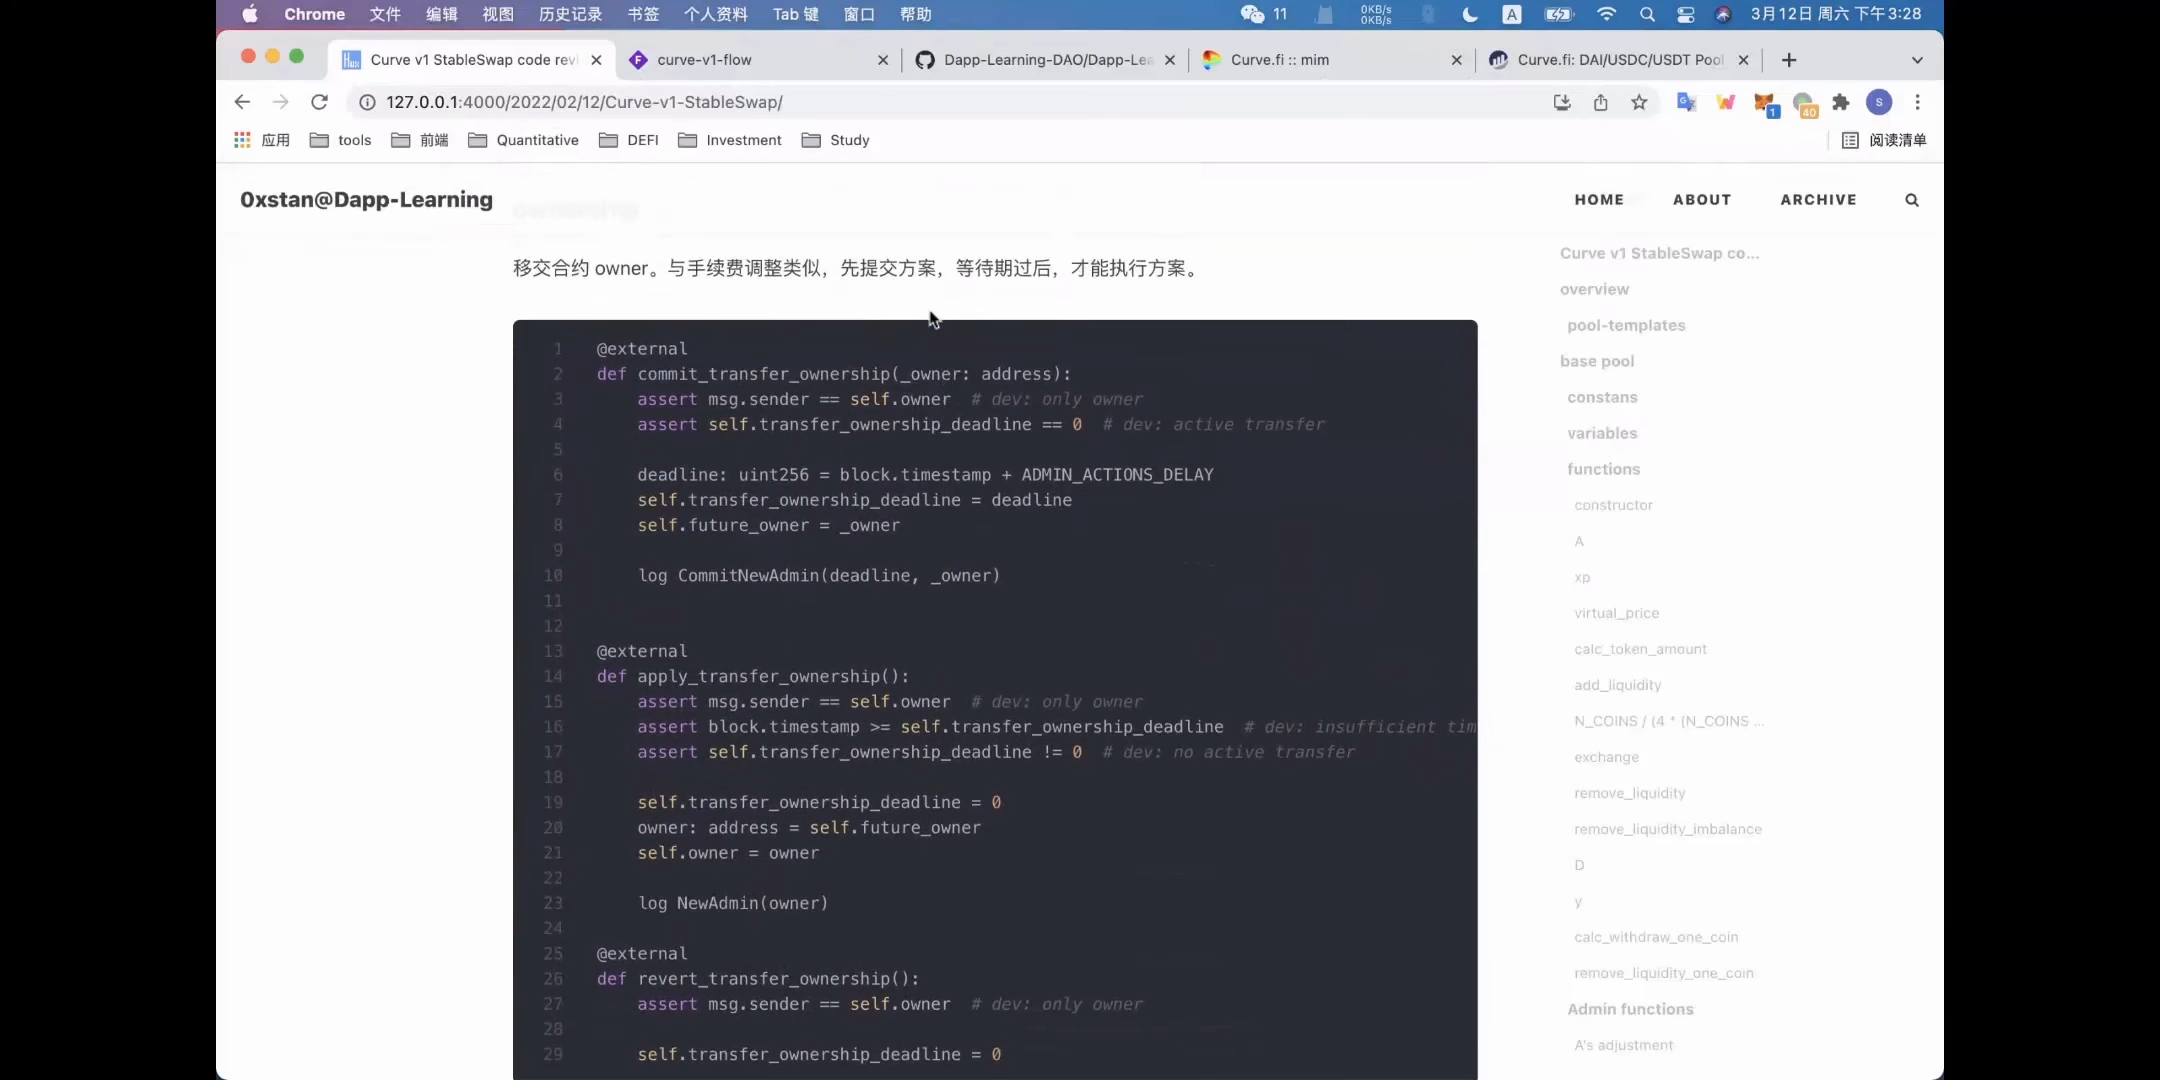 Chrome 文件 编辑 视图 历史记录 书签 个人资料 Tab 键 窗口 帮助 11 0KB/s 0KB/s A 3月12日 周六 下午3:28
Curve v1 StableSwap code revi curve-v1-flow Dapp-Learning-DAO/Dapp-Lea Curve.fi :: mim Curve.fi: DAI/USDC/USDT Pool
127.0.0.1:4000/2022/02/12/Curve-v1-StableSwap/ 1 40 S
应用 tools 前端 Quantitative DEFI Investment Study 阅读清单
0xstan@Dapp-Learning HOME ABOUT ARCHIVE
移交合约 owner。与手续费调整类似，先提交方案，等待期过后，才能执行方案。
1 @external
2 def commit_transfer_ownership(_owner: address):
3 assert msg.sender == self.owner # dev: only owner
4 assert self.transfer_ownership_deadline == 0 # dev: active transfer
5
6 deadline: uint256 = block.timestamp + ADMIN_ACTIONS_DELAY
7 self.transfer_ownership_deadline = deadline
8 self.future_owner = _owner
9
10 log CommitNewAdmin(deadline, _owner)
11
12
13 @external
14 def apply_transfer_ownership():
15 assert msg.sender == self.owner # dev: only owner
16 assert block.timestamp >= self.transfer_ownership_deadline # dev: insufficient tim
17 assert self.transfer_ownership_deadline != 0 # dev: no active transfer
18
19 self.transfer_ownership_deadline = 0
20 owner: address = self.future_owner
21 self.owner = owner
22
23 log NewAdmin(owner)
24
25 @external
26 def revert_transfer_ownership():
27 assert msg.sender == self.owner # dev: only owner
28
29 self.transfer_ownership_deadline = 0
Curve v1 StableSwap co...
overview
pool-templates
base pool
constans
variables
functions
constructor
A
xp
virtual_price
calc_token_amount
add_liquidity
N_COINS / (4 * (N_COINS ...
exchange
remove_liquidity
remove_liquidity_imbalance
D
y
calc_withdraw_one_coin
remove_liquidity_one_coin
Admin functions
A's adjustment